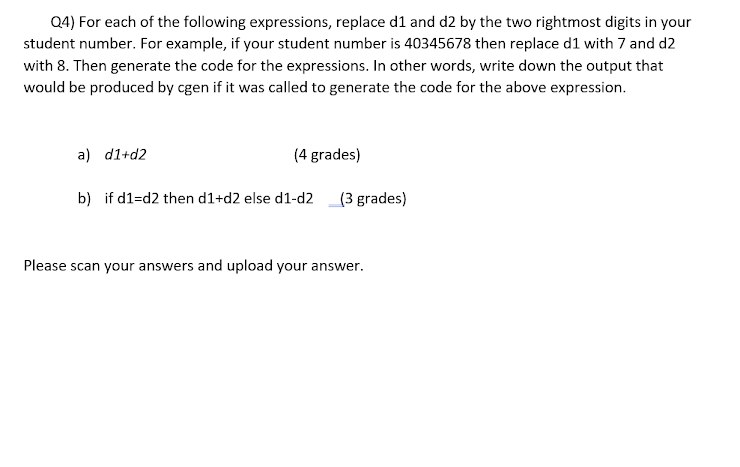 Q4) For each of the following expressions, replace d1 and d2 by the two rightmost digits in your
student number. For example, if your student number is 40345678 then replace d1 with 7 and d2
with 8. Then generate the code for the expressions. In other words, write down the output that
would be produced by cgen if it was called to generate the code for the above expression.
a) d1+d2 (4 grades)
b) if d1=d2 then d1+d2 else d1-d2 (3 grades)
Please scan your answers and upload your answer.